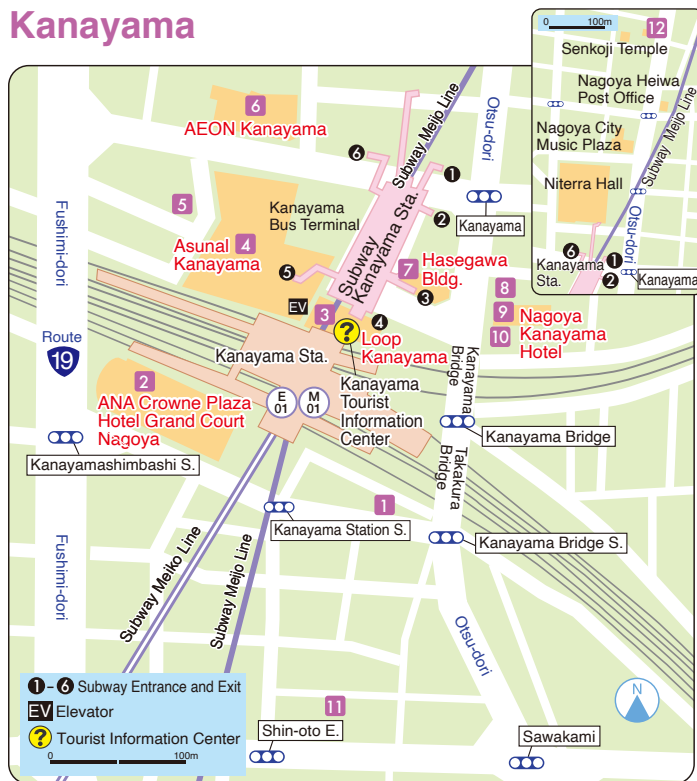 Kanayama
0 100m
12
Senkoji Temple
Nagoya Heiwa
Post Office
Nagoya City
Music Plaza
Subway Meijo Line
Niterra Hall
Otsu-dori
6
Kanayama
Sta.
1
2
Kanayama
6
AEON Kanayama
Subway Meijo Line
Otsu-dori
6
1
Fushimi-dori
5
Kanayama
Bus Terminal
2
Kanayama
Asunal
Kanayama
4
Subway
Kanayama Sta.
5
7
Hasegawa
Bldg.
3
8
EV
3
4
9
10
Nagoya
Kanayama
Hotel
?
Loop
Kanayama
Route
19
Kanayama Sta.
Kanayama
Tourist
Information
Center
Kanayama
Bridge
2
ANA Crowne Plaza
Hotel Grand Court
Nagoya
E
01
M
01
Kanayama Bridge
Kanayamashimbashi S.
Takakura
Bridge
1
Kanayama Station S.
Kanayama Bridge S.
Fushimi-dori
Subway Meiko Line
Subway Meijo Line
Otsu-dori
1 – 6 Subway Entrance and Exit
EV Elevator
? Tourist Information Center
0 100m
11
Shin-oto E.
Sawakami
N